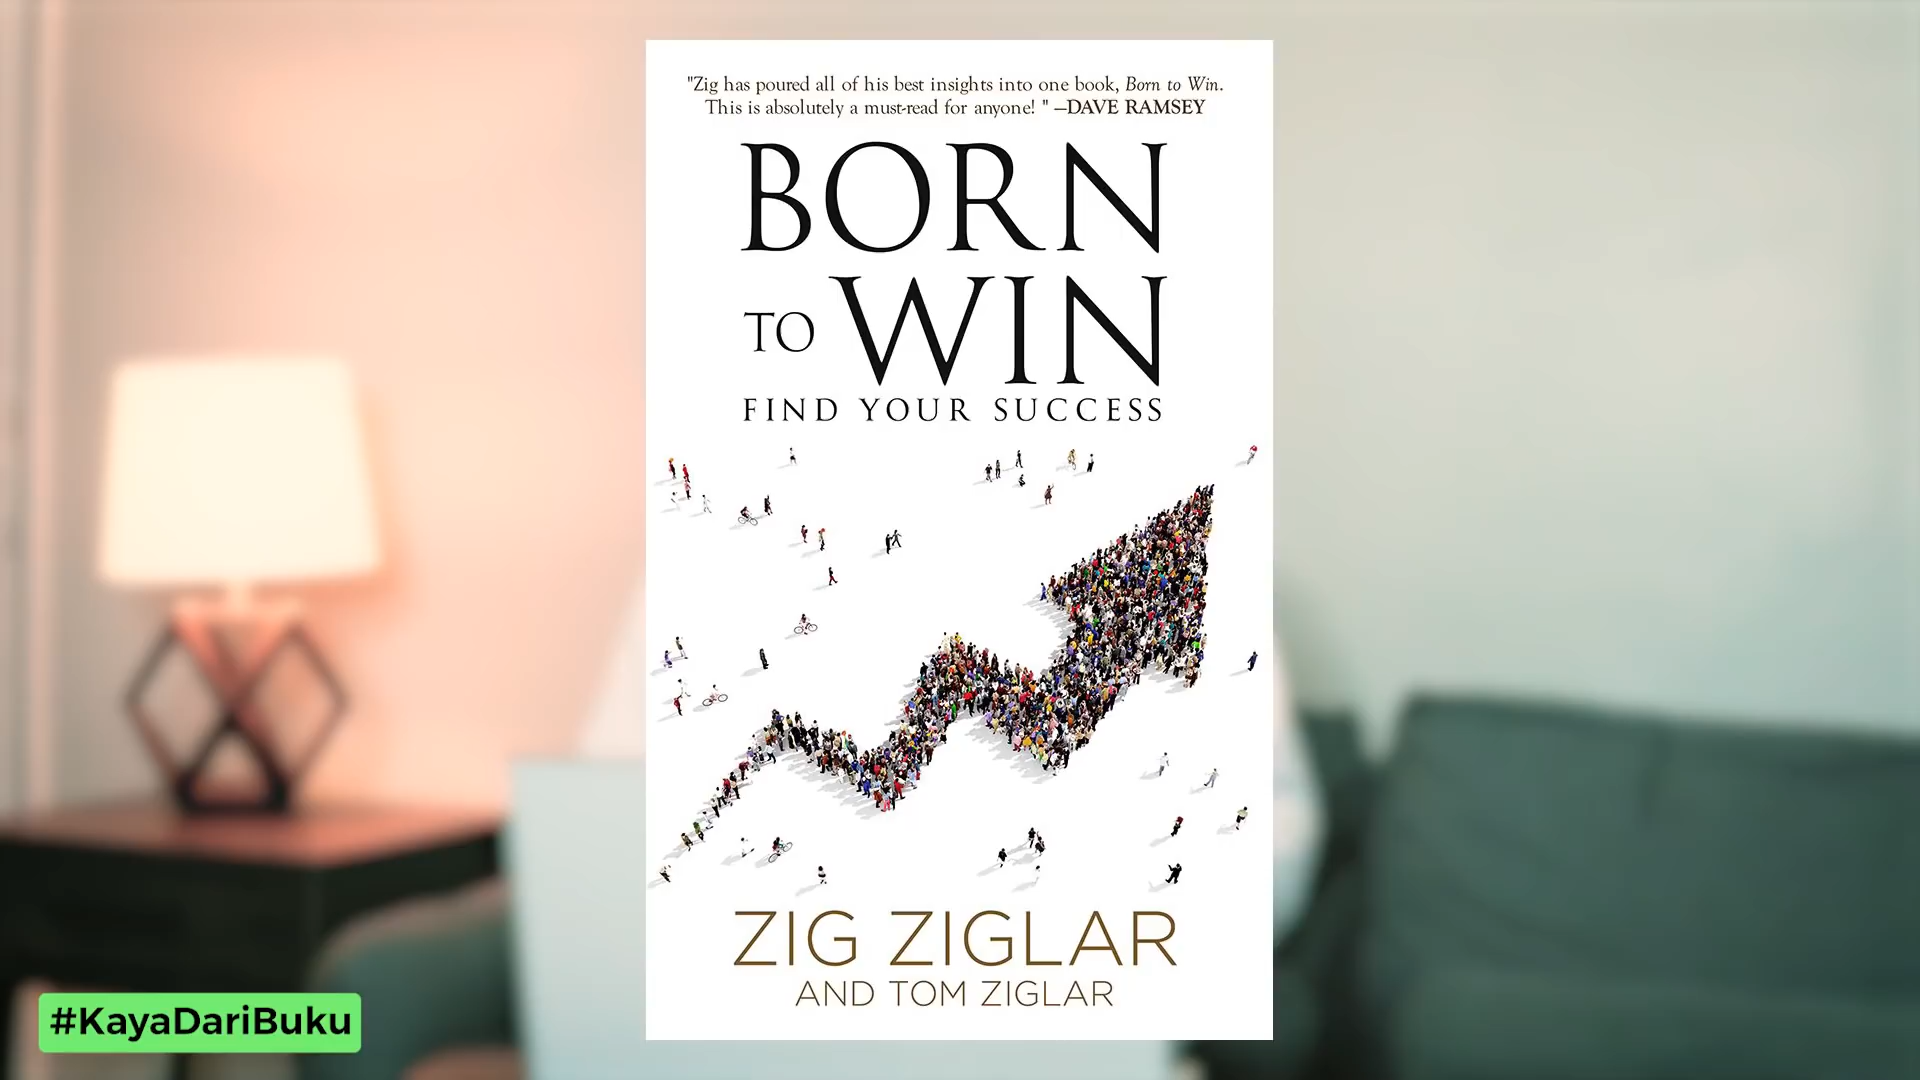 "Zig has poured all of his best insights into one book, Born to Win.
This is absolutely a must-read for anyone! " —DAVE RAMSEY
BORN
TO WIN
FIND YOUR SUCCESS
ZIG ZIGLAR
AND TOM ZIGLAR
#KayaDariBuku